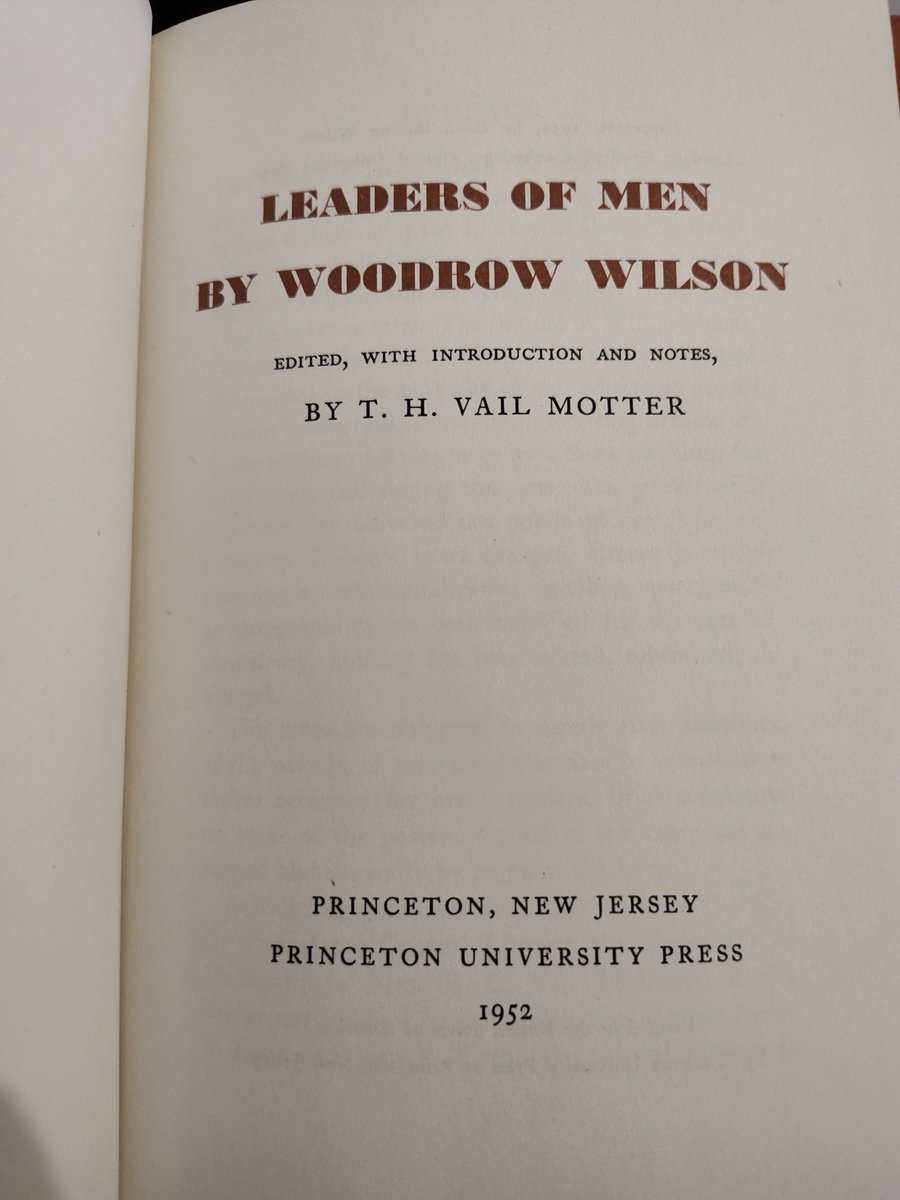 LEADERS OF MEN
BY WOODROW WILSON
EDITED, WITH INTRODUCTION AND NOTES,
BY T. H. VAIL MOTTER
PRINCETON, NEW JERSEY
PRINCETON UNIVERSITY PRESS
1952